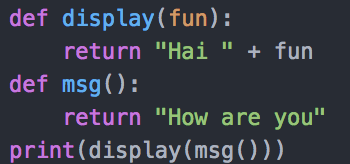 def display(fun):
    return "Hai " + fun
def msg():
    return "How are you"
print(display(msg()))